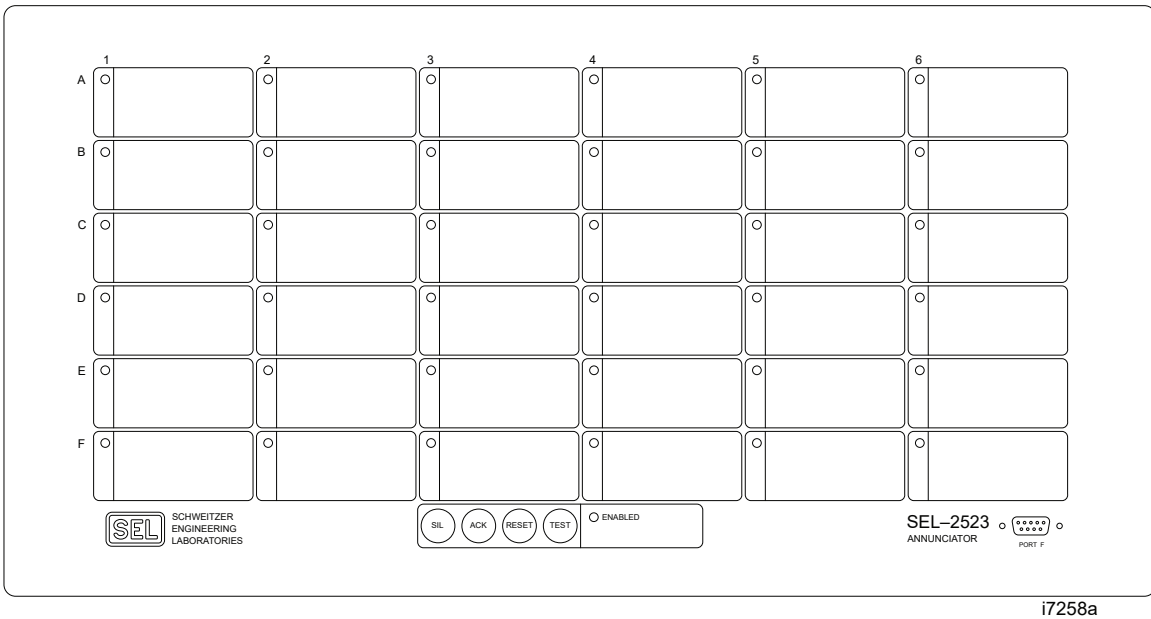 1 2 3 4 5 6
A
B
C
D
E
F
SEL
SCHWEITZER
ENGINEERING
LABORATORIES
SIL ACK RESET TEST
ENABLED
SEL–2523
ANNUNCIATOR
PORT F
i7258a